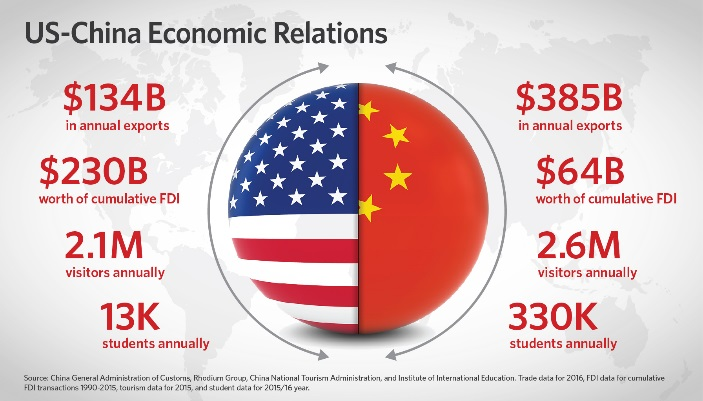 US-China Economic Relations
$134B
in annual exports
$230B
worth of cumulative FDI
2.1M
visitors annually
13K
students annually
$385B
in annual exports
$64B
worth of cumulative FDI
2.6M
visitors annually
330K
students annually
Source: China General Administration of Customs, Rhodium Group, China National Tourism Administration, and Institute of International Education. Trade data for 2016, FDI data for cumulative
FDI transactions 1990-2015, tourism data for 2015, and student data for 2015/16 year.